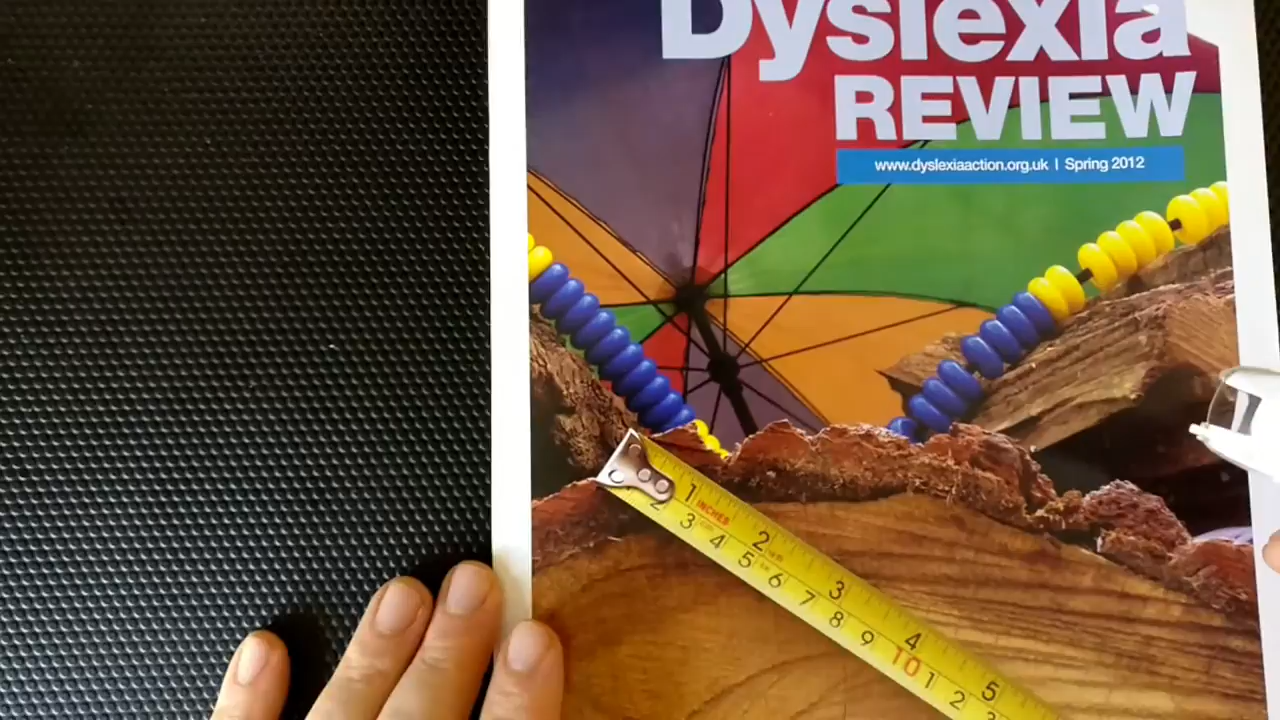 Dyslexia
REVIEW
www.dyslexiaaction.org.uk | Spring 2012
1 INCHES 2 3 4 5
2 3 4 5 6 7 8 9 10 1 2 3